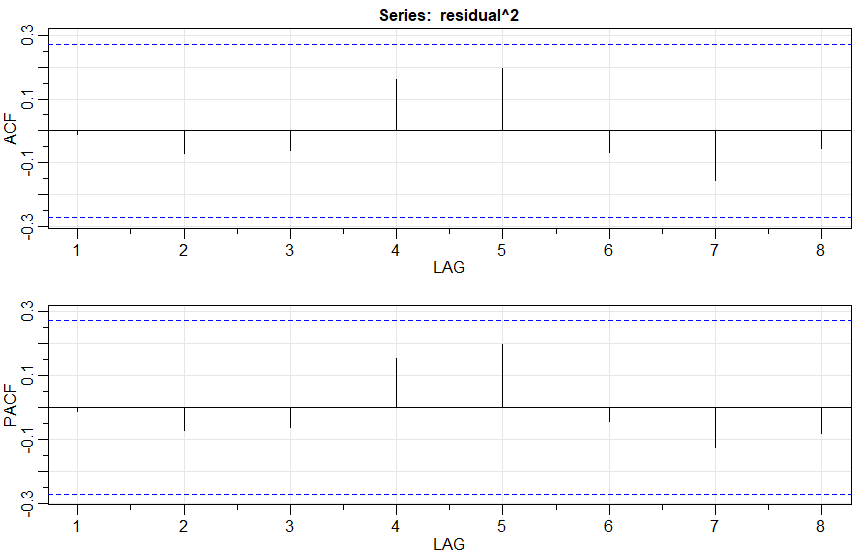 Series: residual^2
ACF
0.3
0.1
-0.1
-0.3
1 2 3 4 5 6 7 8
LAG
PACF
0.3
0.1
-0.1
-0.3
1 2 3 4 5 6 7 8
LAG